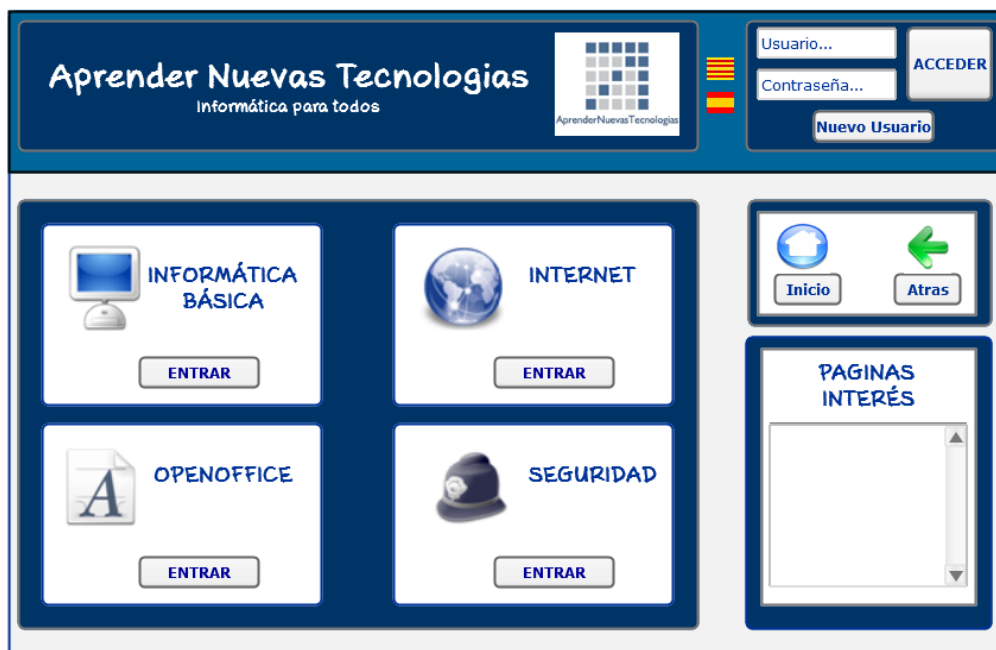 Aprender Nuevas Tecnologias
Informática para todos
AprenderNuevasTecnologias
Usuario...
Contraseña...
ACCEDER
Nuevo Usuario
INFORMÁTICA
BÁSICA
ENTRAR
INTERNET
ENTRAR
OPENOFFICE
A
ENTRAR
SEGURIDAD
ENTRAR
Inicio
Atras
PAGINAS
INTERÉS